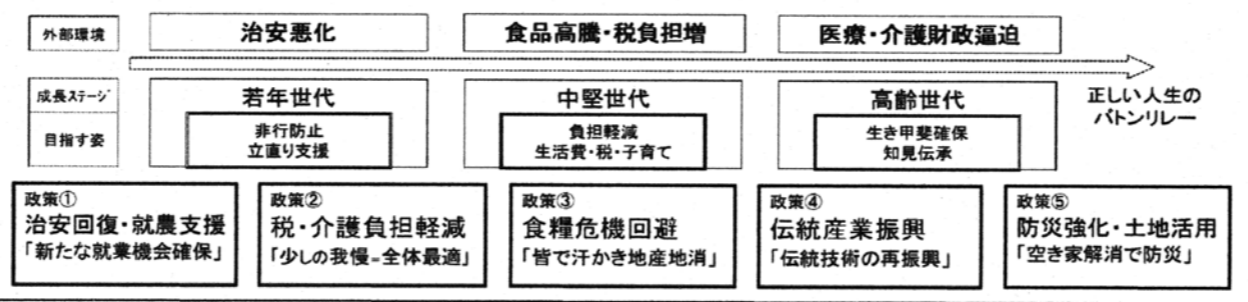 外部環境
治安悪化
食品高騰・税負担増
医療・介護財政逼迫
成長ステージ
若年世代
中堅世代
高齢世代
正しい人生の
バトンリレー
目指す姿
非行防止
立直り支援
負担軽減
生活費・税・子育て
生き甲斐確保
知見伝承
政策①
治安回復・就農支援
「新たな就業機会確保」
政策②
税・介護負担軽減
「少しの我慢=全体最適」
政策③
食糧危機回避
「皆で汗かき地産地消」
政策④
伝統産業振興
「伝統技術の再振興」
政策⑤
防災強化・土地活用
「空き家解消で防災」